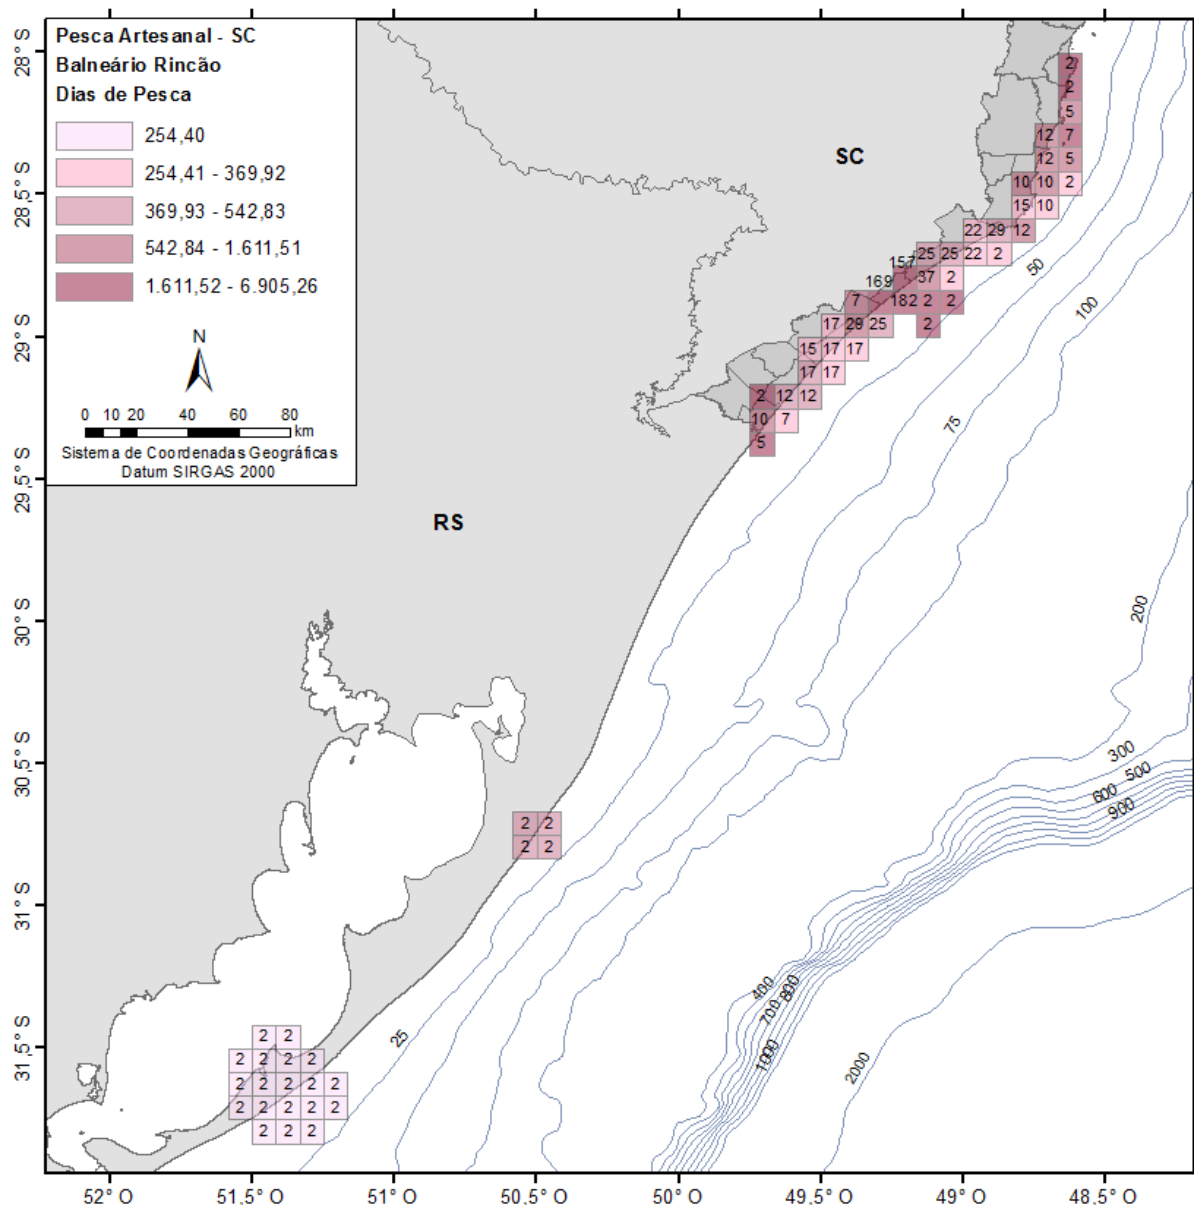 Pesca Artesanal - SC
Balneário Rincão
Dias de Pesca
254,40
254,41 - 369,92
369,93 - 542,83
542,84 - 1.611,51
1.611,52 - 6.905,26
N
0 10 20 40 60 80
km
Sistema de Coordenadas Geográficas
Datum SIRGAS 2000
28° S
28,5° S
29° S
29,5° S
30° S
30,5° S
31° S
31,5° S
SC
RS
2
2
5
12 7
12 5
10 10 2
15 10
22 29 12
25 25 22 2
157 37 2
169
7 182 2 2
17 29 25 2
15 17 17
17 17
2 12 12
10 7
5
50
100
75
200
300
500
600
900
2 2
2 2
400
800
700
1000
2000
25
2 2
2 2 2 2
2 2 2 2 2
2 2 2 2 2
2 2 2
52° O 51,5° O 51° O 50,5° O 50° O 49,5° O 49° O 48,5° O